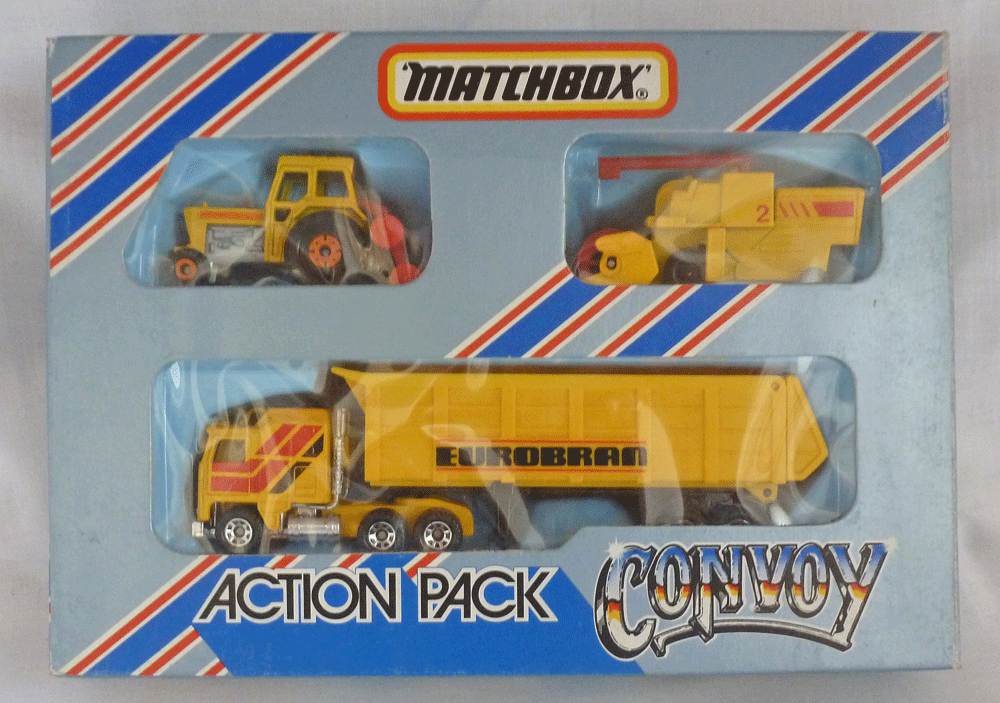 'MATCHBOX'®
2
EUROBRAN
ACTION PACK
CONVOY